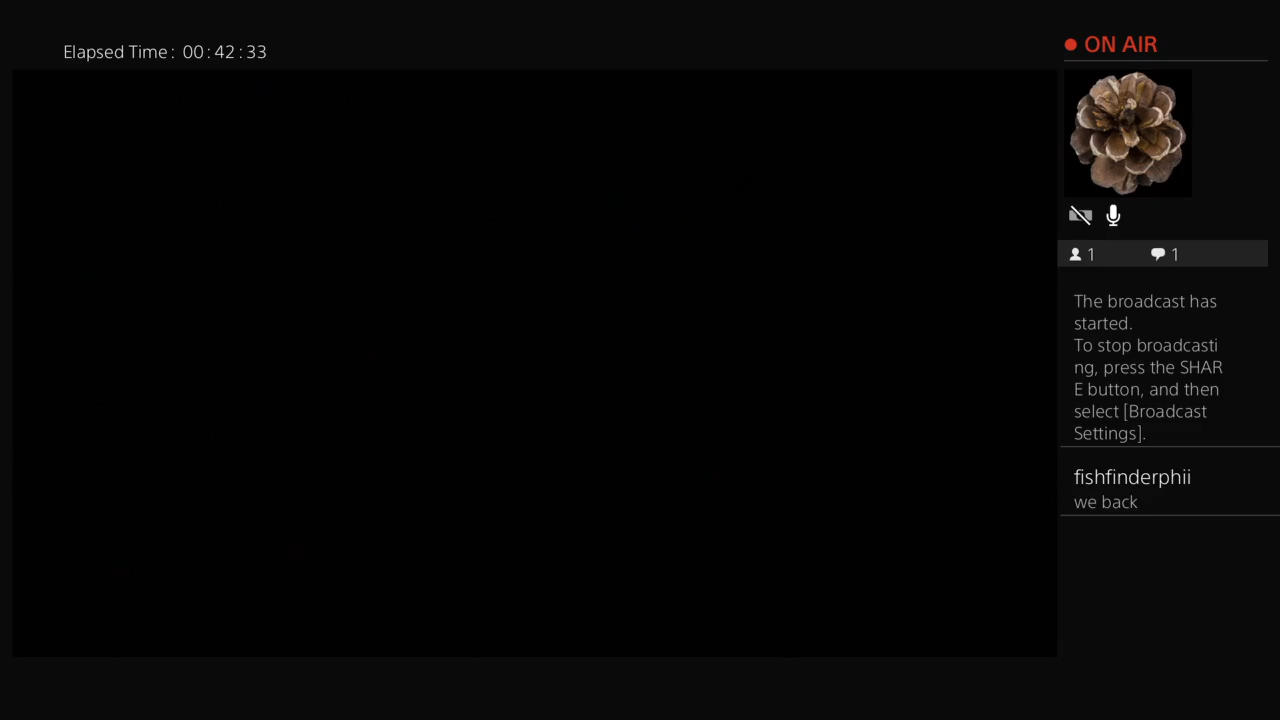 Elapsed Time: 00:42:33
ON AIR
1 1
The broadcast has
started.
To stop broadcasti
ng, press the SHAR
E button, and then
select [Broadcast
Settings].
fishfinderphii
we back